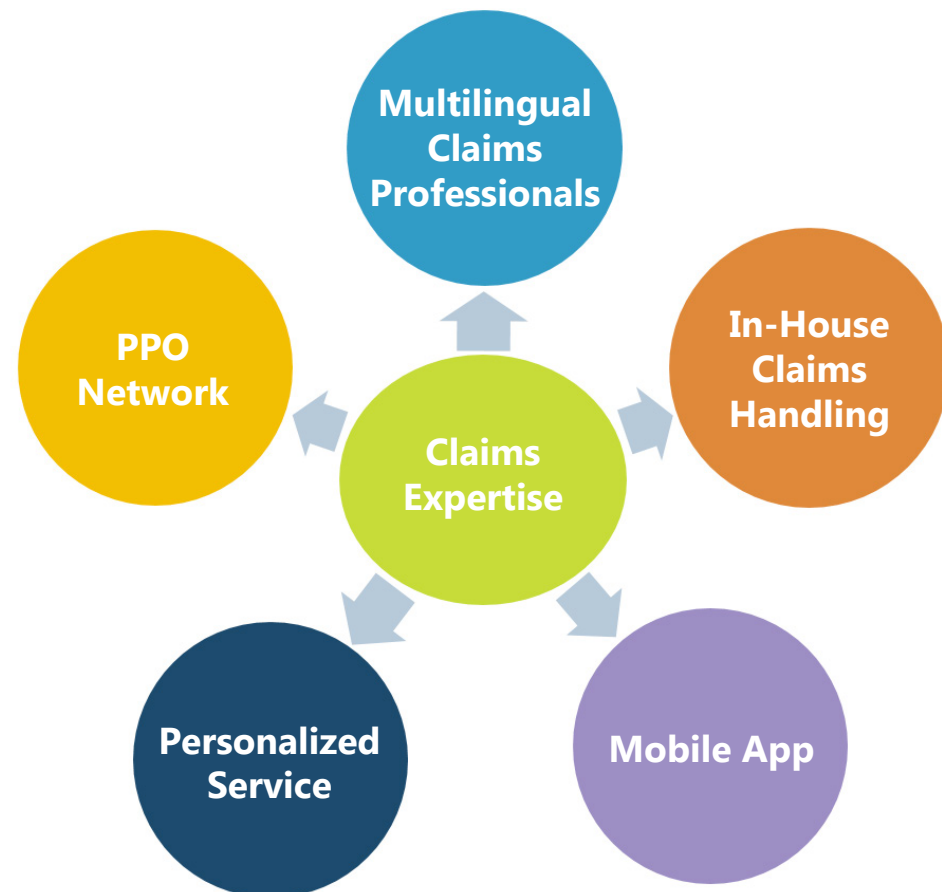 Multilingual
Claims
Professionals
PPO
Network
In-House
Claims
Handling
Claims
Expertise
Personalized
Service
Mobile App